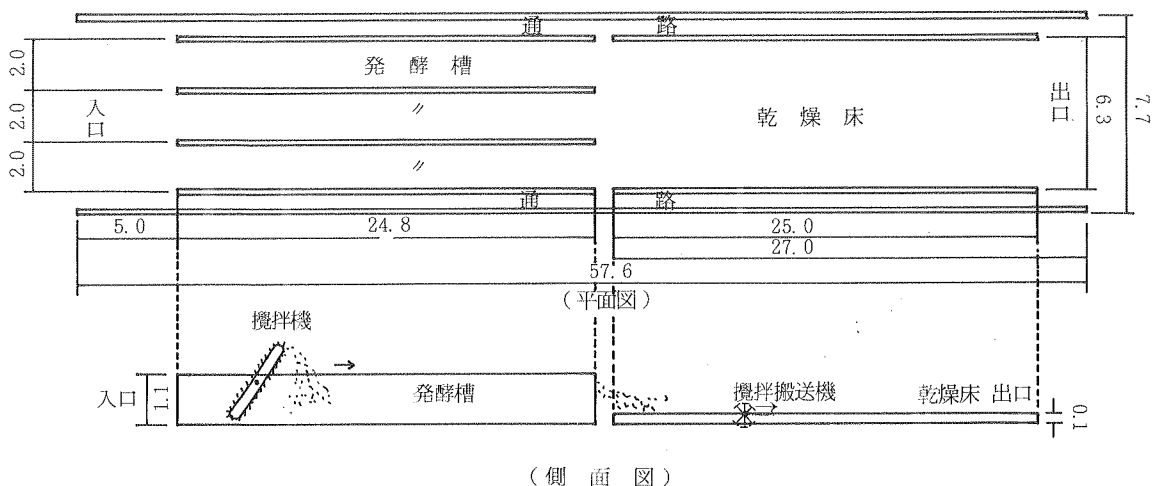 通 路
発 酵 槽
〃
〃
乾 燥 床
入口
出口
2.0
2.0
2.0
6.3
7.7
通 路
5.0
24.8
25.0
27.0
57.6
(平面図)
攪拌機
入口
1.1
発酵槽
攪拌搬送機
乾燥床 出口
0.1
(側 面 図)